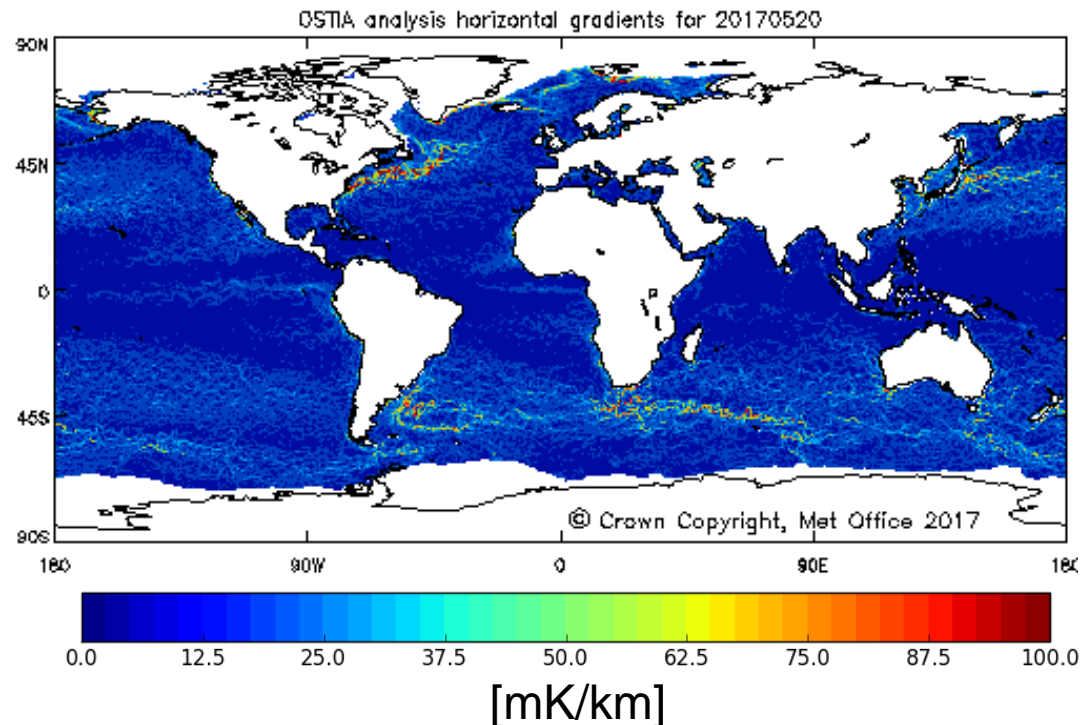 OSTIA analysis horizontal gradients for 20170520
90N
45N
0
45S
90S
© Crown Copyright, Met Office 2017
180 90W 0 90E 180
0.0 12.5 25.0 37.5 50.0 62.5 75.0 87.5 100.0
[mK/km]